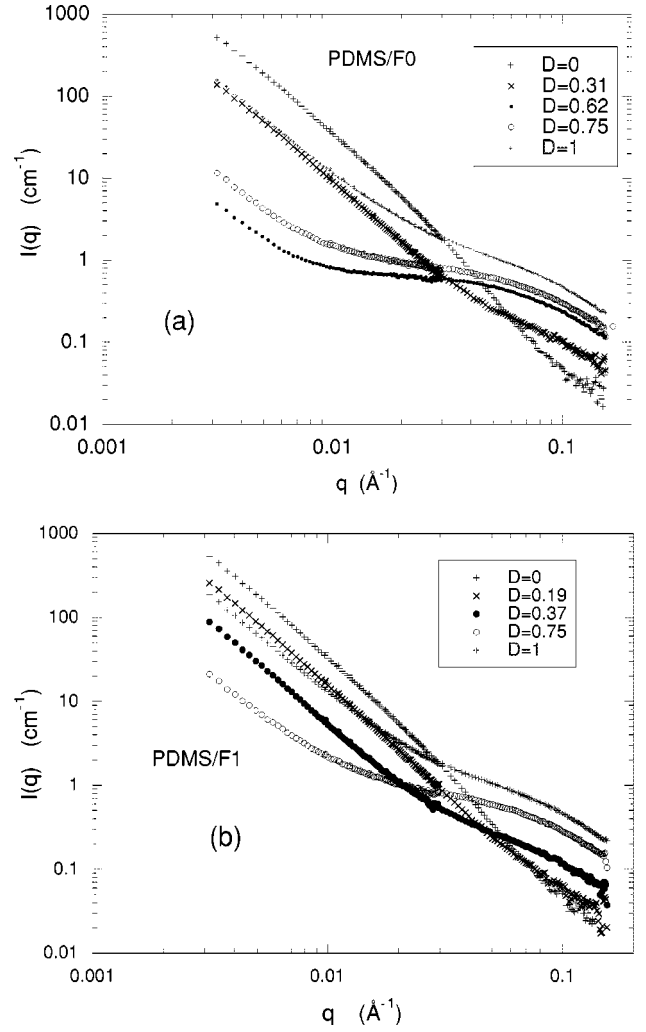 1000
100
10
1
0.1
0.01
I(q) (cm⁻¹)
PDMS/F0
D=0
D=0.31
D=0.62
D=0.75
D=1
(a)
0.001
0.01
0.1
q (Å⁻¹)
1000
100
10
1
0.1
0.01
I(q) (cm⁻¹)
D=0
D=0.19
D=0.37
D=0.75
D=1
PDMS/F1
(b)
0.001
0.01
0.1
q (Å⁻¹)